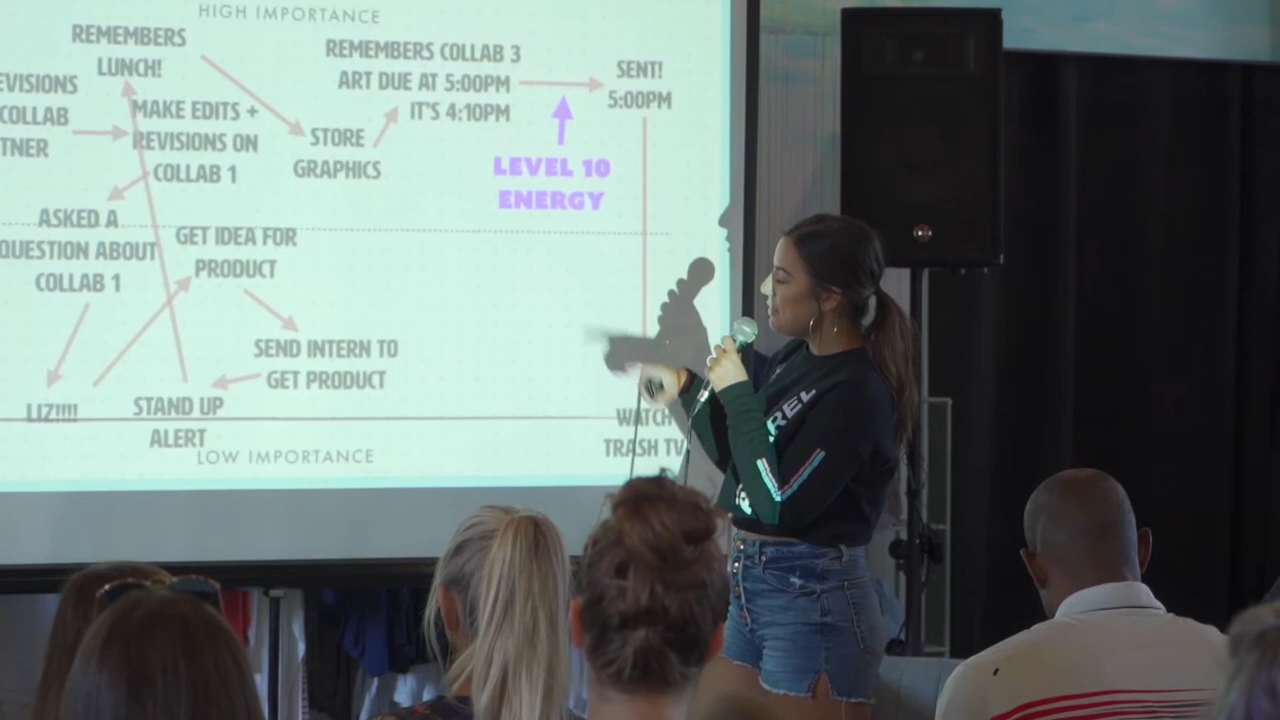 HIGH IMPORTANCE
REMEMBERS
LUNCH!
REMEMBERS COLLAB 3
ART DUE AT 5:00PM
IT'S 4:10PM
SENT!
5:00PM
EVISIONS
COLLAB
TNER
MAKE EDITS +
REVISIONS ON
COLLAB 1
STORE
GRAPHICS
LEVEL 10
ENERGY
ASKED A
QUESTION ABOUT
COLLAB 1
GET IDEA FOR
PRODUCT
SEND INTERN TO
GET PRODUCT
LIZ!!!!
STAND UP
ALERT
WATCH
TRASH TV
LOW IMPORTANCE
REL